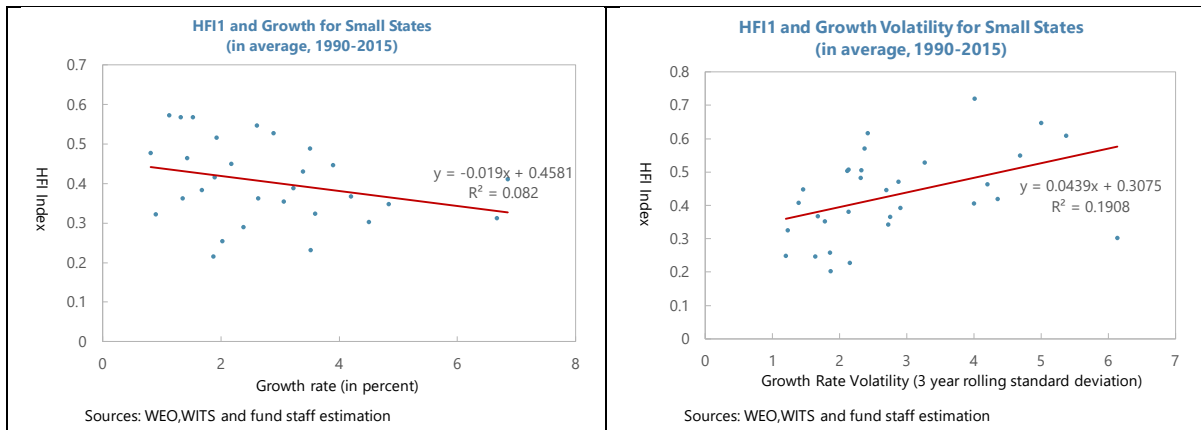 HFI1 and Growth for Small States
(in average, 1990-2015)
0.7
0.6
0.5
0.4
0.3
0.2
0.1
0
HFI Index
y = -0.019x + 0.4581
R² = 0.082
0 2 4 6 8
Growth rate (in percent)
Sources: WEO,WITS and fund staff estimation
HFI1 and Growth Volatility for Small States
(in average, 1990-2015)
0.8
0.7
0.6
0.5
0.4
0.3
0.2
0.1
0
HFI Index
y = 0.0439x + 0.3075
R² = 0.1908
0 1 2 3 4 5 6 7
Growth Rate Volatility (3 year rolling standard deviation)
Sources: WEO,WITS and fund staff estimation